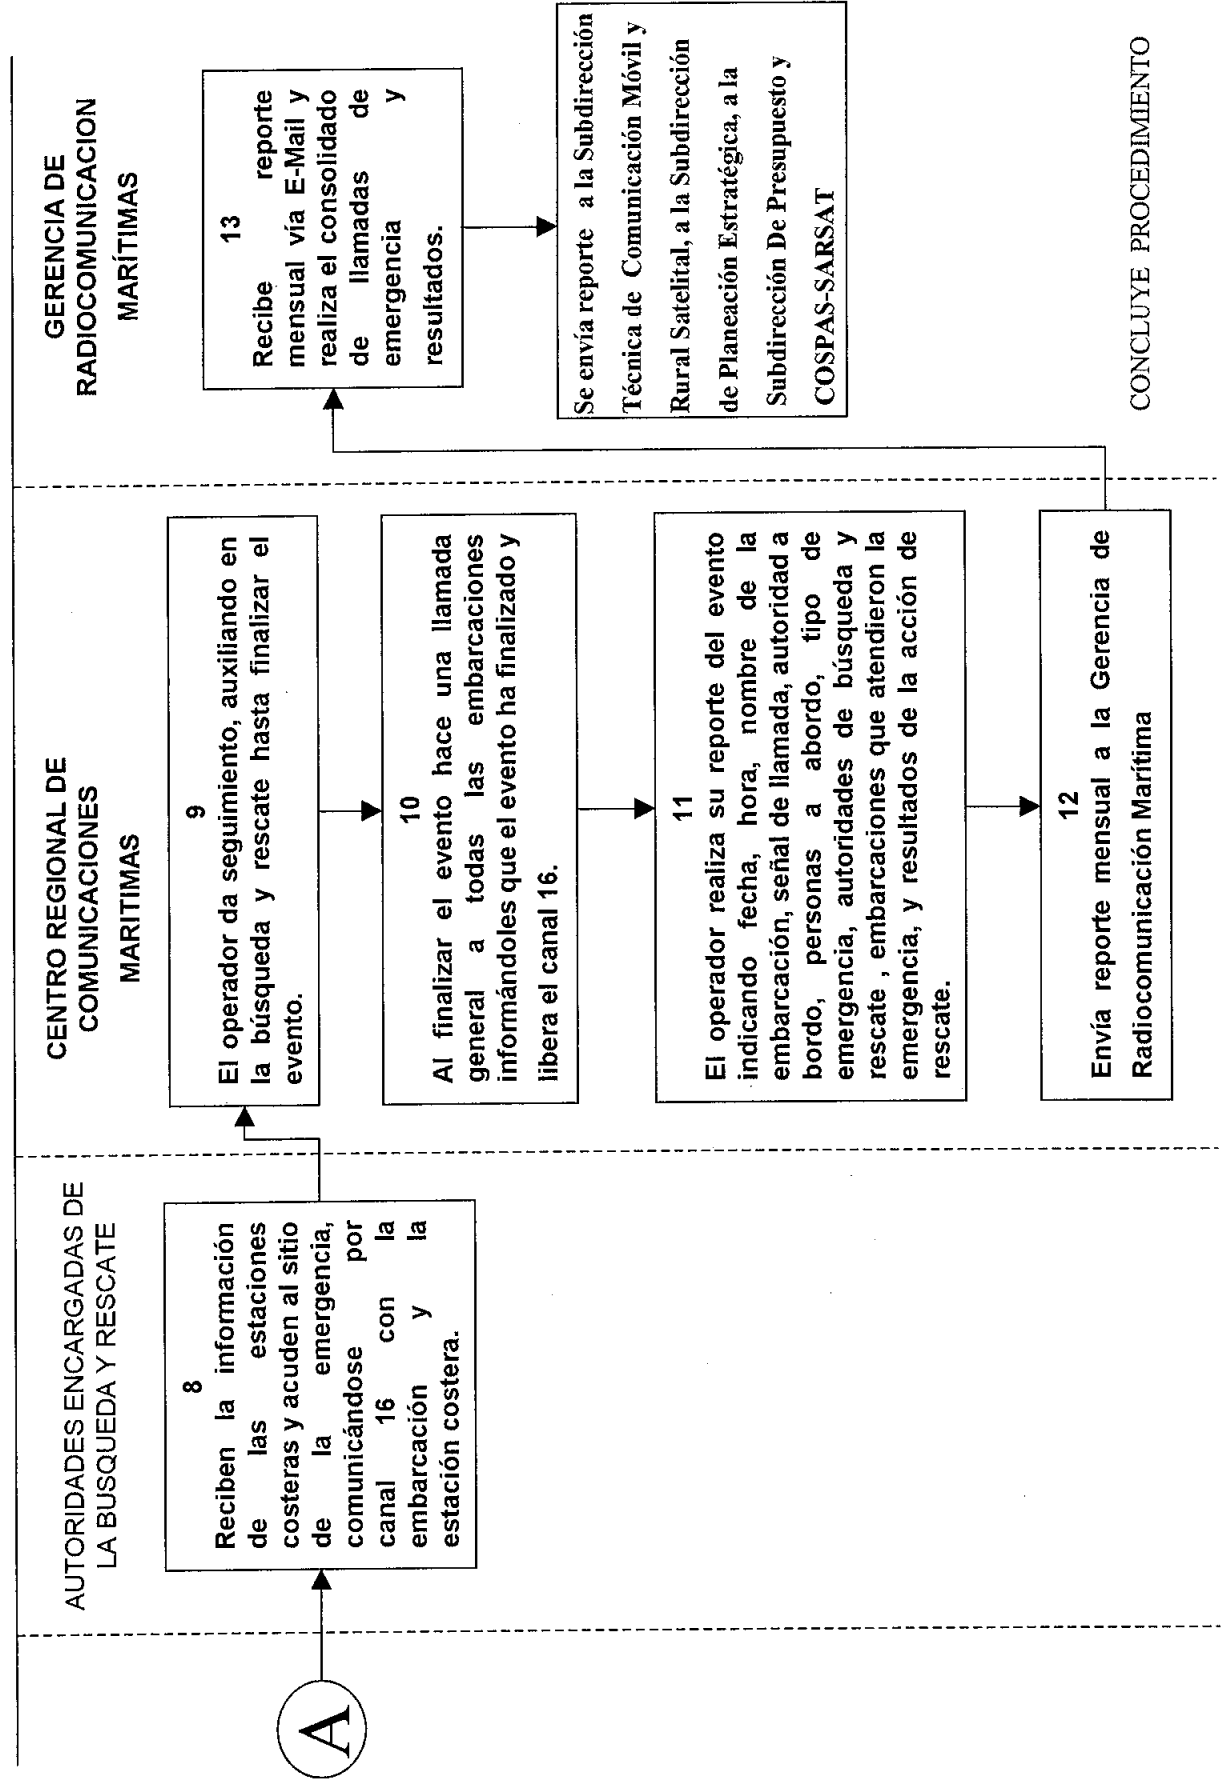 A
AUTORIDADES ENCARGADAS DE
LA BUSQUEDA Y RESCATE
8
Reciben la información
de las estaciones
costeras y acuden al sitio
de la emergencia,
comunicándose por
canal 16 con la
embarcación y la
estación costera.
CENTRO REGIONAL DE
COMUNICACIONES
MARITIMAS
9
El operador da seguimiento, auxiliando en
la búsqueda y rescate hasta finalizar el
evento.
10
Al finalizar el evento hace una llamada
general a todas las embarcaciones
informándoles que el evento ha finalizado y
libera el canal 16.
11
El operador realiza su reporte del evento
indicando fecha, hora, nombre de la
embarcación, señal de llamada, autoridad a
bordo, personas a abordo, tipo de
emergencia, autoridades de búsqueda y
rescate , embarcaciones que atendieron la
emergencia, y resultados de la acción de
rescate.
12
Envía reporte mensual a la Gerencia de
Radiocomunicación Marítima
GERENCIA DE
RADIOCOMUNICACION
MARÍTIMAS
13
Recibe reporte
mensual vía E-Mail y
realiza el consolidado
de llamadas de
emergencia y
resultados.
Se envía reporte a la Subdirección
Técnica de Comunicación Móvil y
Rural Satelital, a la Subdirección
de Planeación Estratégica, a la
Subdirección De Presupuesto y
COSPAS-SARSAT
CONCLUYE PROCEDIMIENTO